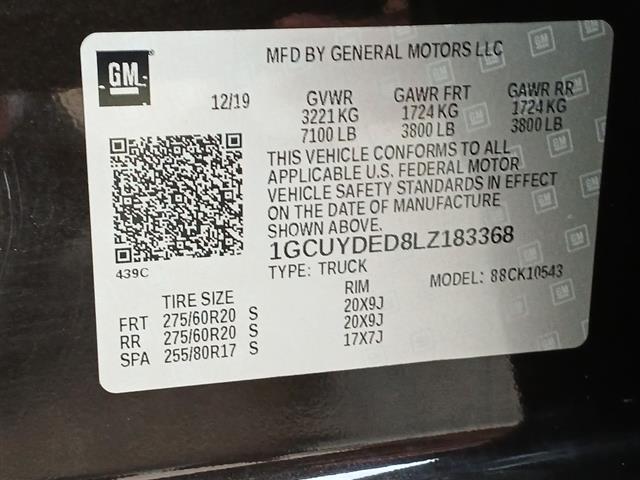 GM
MFD BY GENERAL MOTORS LLC
12/19 GVWR GAWR FRT GAWR RR
3221 KG 1724 KG 1724 KG
7100 LB 3800 LB 3800 LB
THIS VEHICLE CONFORMS TO ALL
APPLICABLE U.S. FEDERAL MOTOR
VEHICLE SAFETY STANDARDS IN EFFECT
ON THE DATE OF MANUFACTURE
SHOWN ABOVE.
1GCUYDED8LZ183368
439C
TYPE: TRUCK MODEL: 88CK10543
TIRE SIZE RIM
FRT 275/60R20 S 20X9J
RR 275/60R20 S 20X9J
SPA 255/80R17 S 17X7J